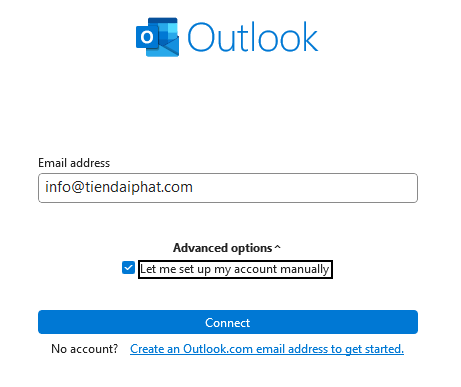 Outlook
Email address
info@tiendaiphat.com
Advanced options
Let me set up my account manually
Connect
No account? Create an Outlook.com email address to get started.